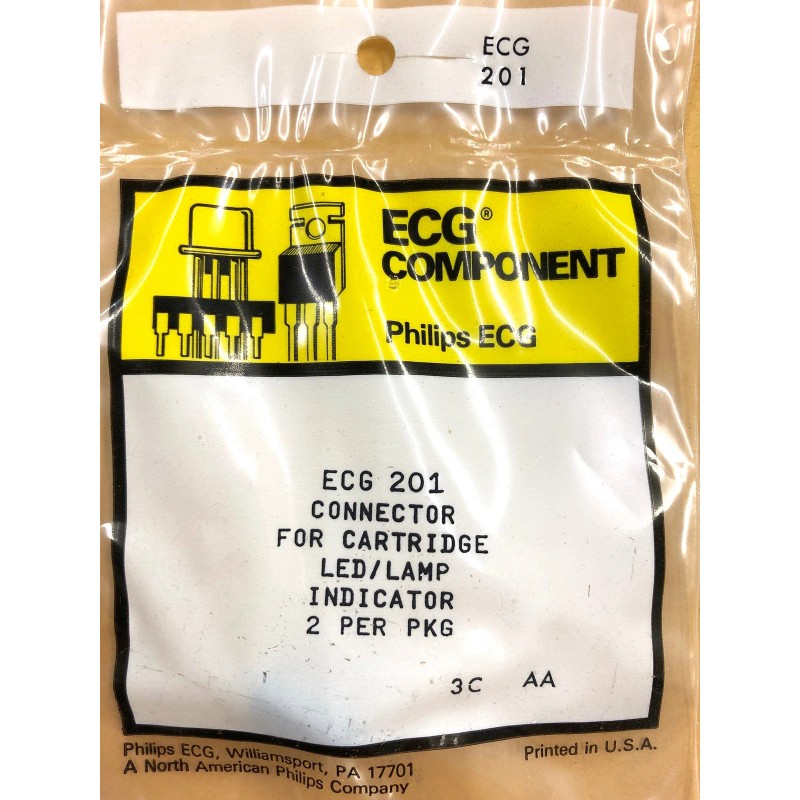 ECG
201
ECG®
COMPONENT
Philips ECG
ECG 201
CONNECTOR
FOR CARTRIDGE
LED/LAMP
INDICATOR
2 PER PKG
3C AA
Philips ECG, Williamsport, PA 17701
A North American Philips Company
Printed in U.S.A.